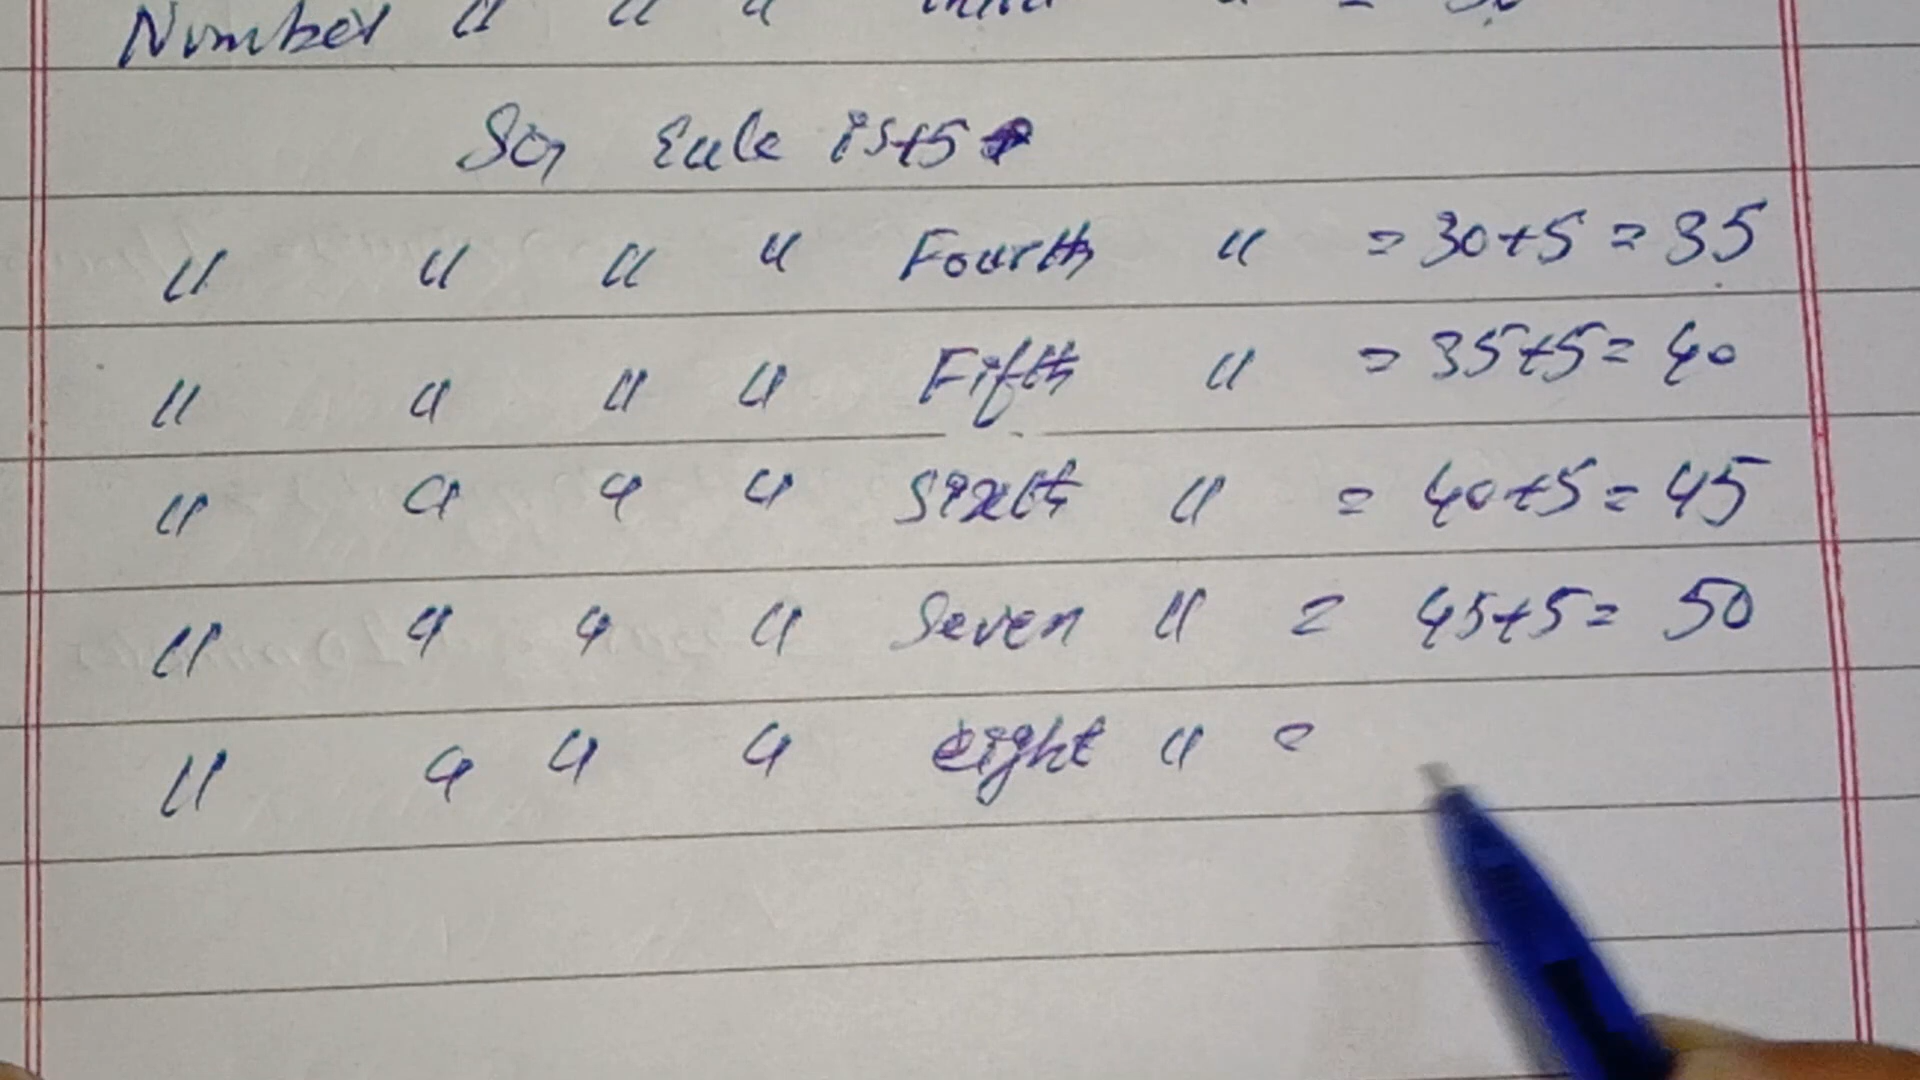 Number " " " "
So, Rule is +5
" " " " Fourth " = 30+5 = 35
" " " " Fifth " = 35+5= 40
" " " " Sixth " = 40+5= 45
" " " " Seven " = 45+5= 50
" " " " eight " =